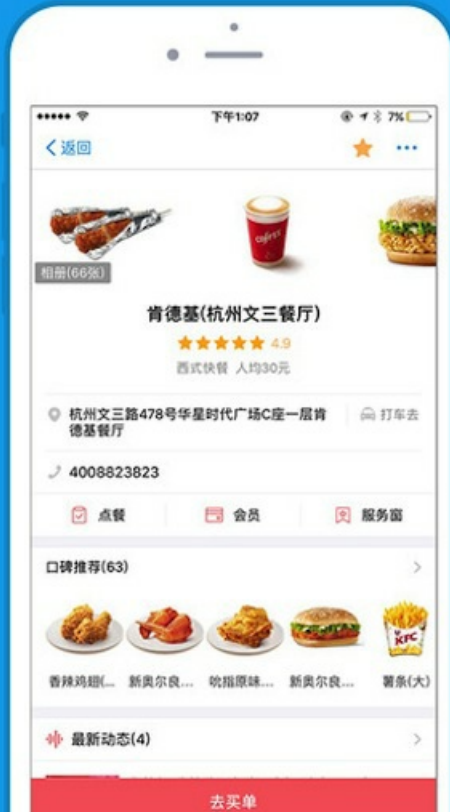 下午1:07
7%
返回
相册(66张)
coffees
肯德基(杭州文三餐厅)
4.9
西式快餐 人均30元
杭州文三路478号华星时代广场C座一层肯
德基餐厅
打车去
4008823823
点餐
会员
服务窗
口碑推荐(63)
KFC
香辣鸡翅(...
新奥尔良...
吮指原味...
新奥尔良...
薯条(大)
最新动态(4)
去买单